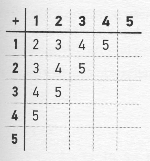 + 1 2 3 4 5
1 2 3 4 5
2 3 4 5
3 4 5
4 5
5